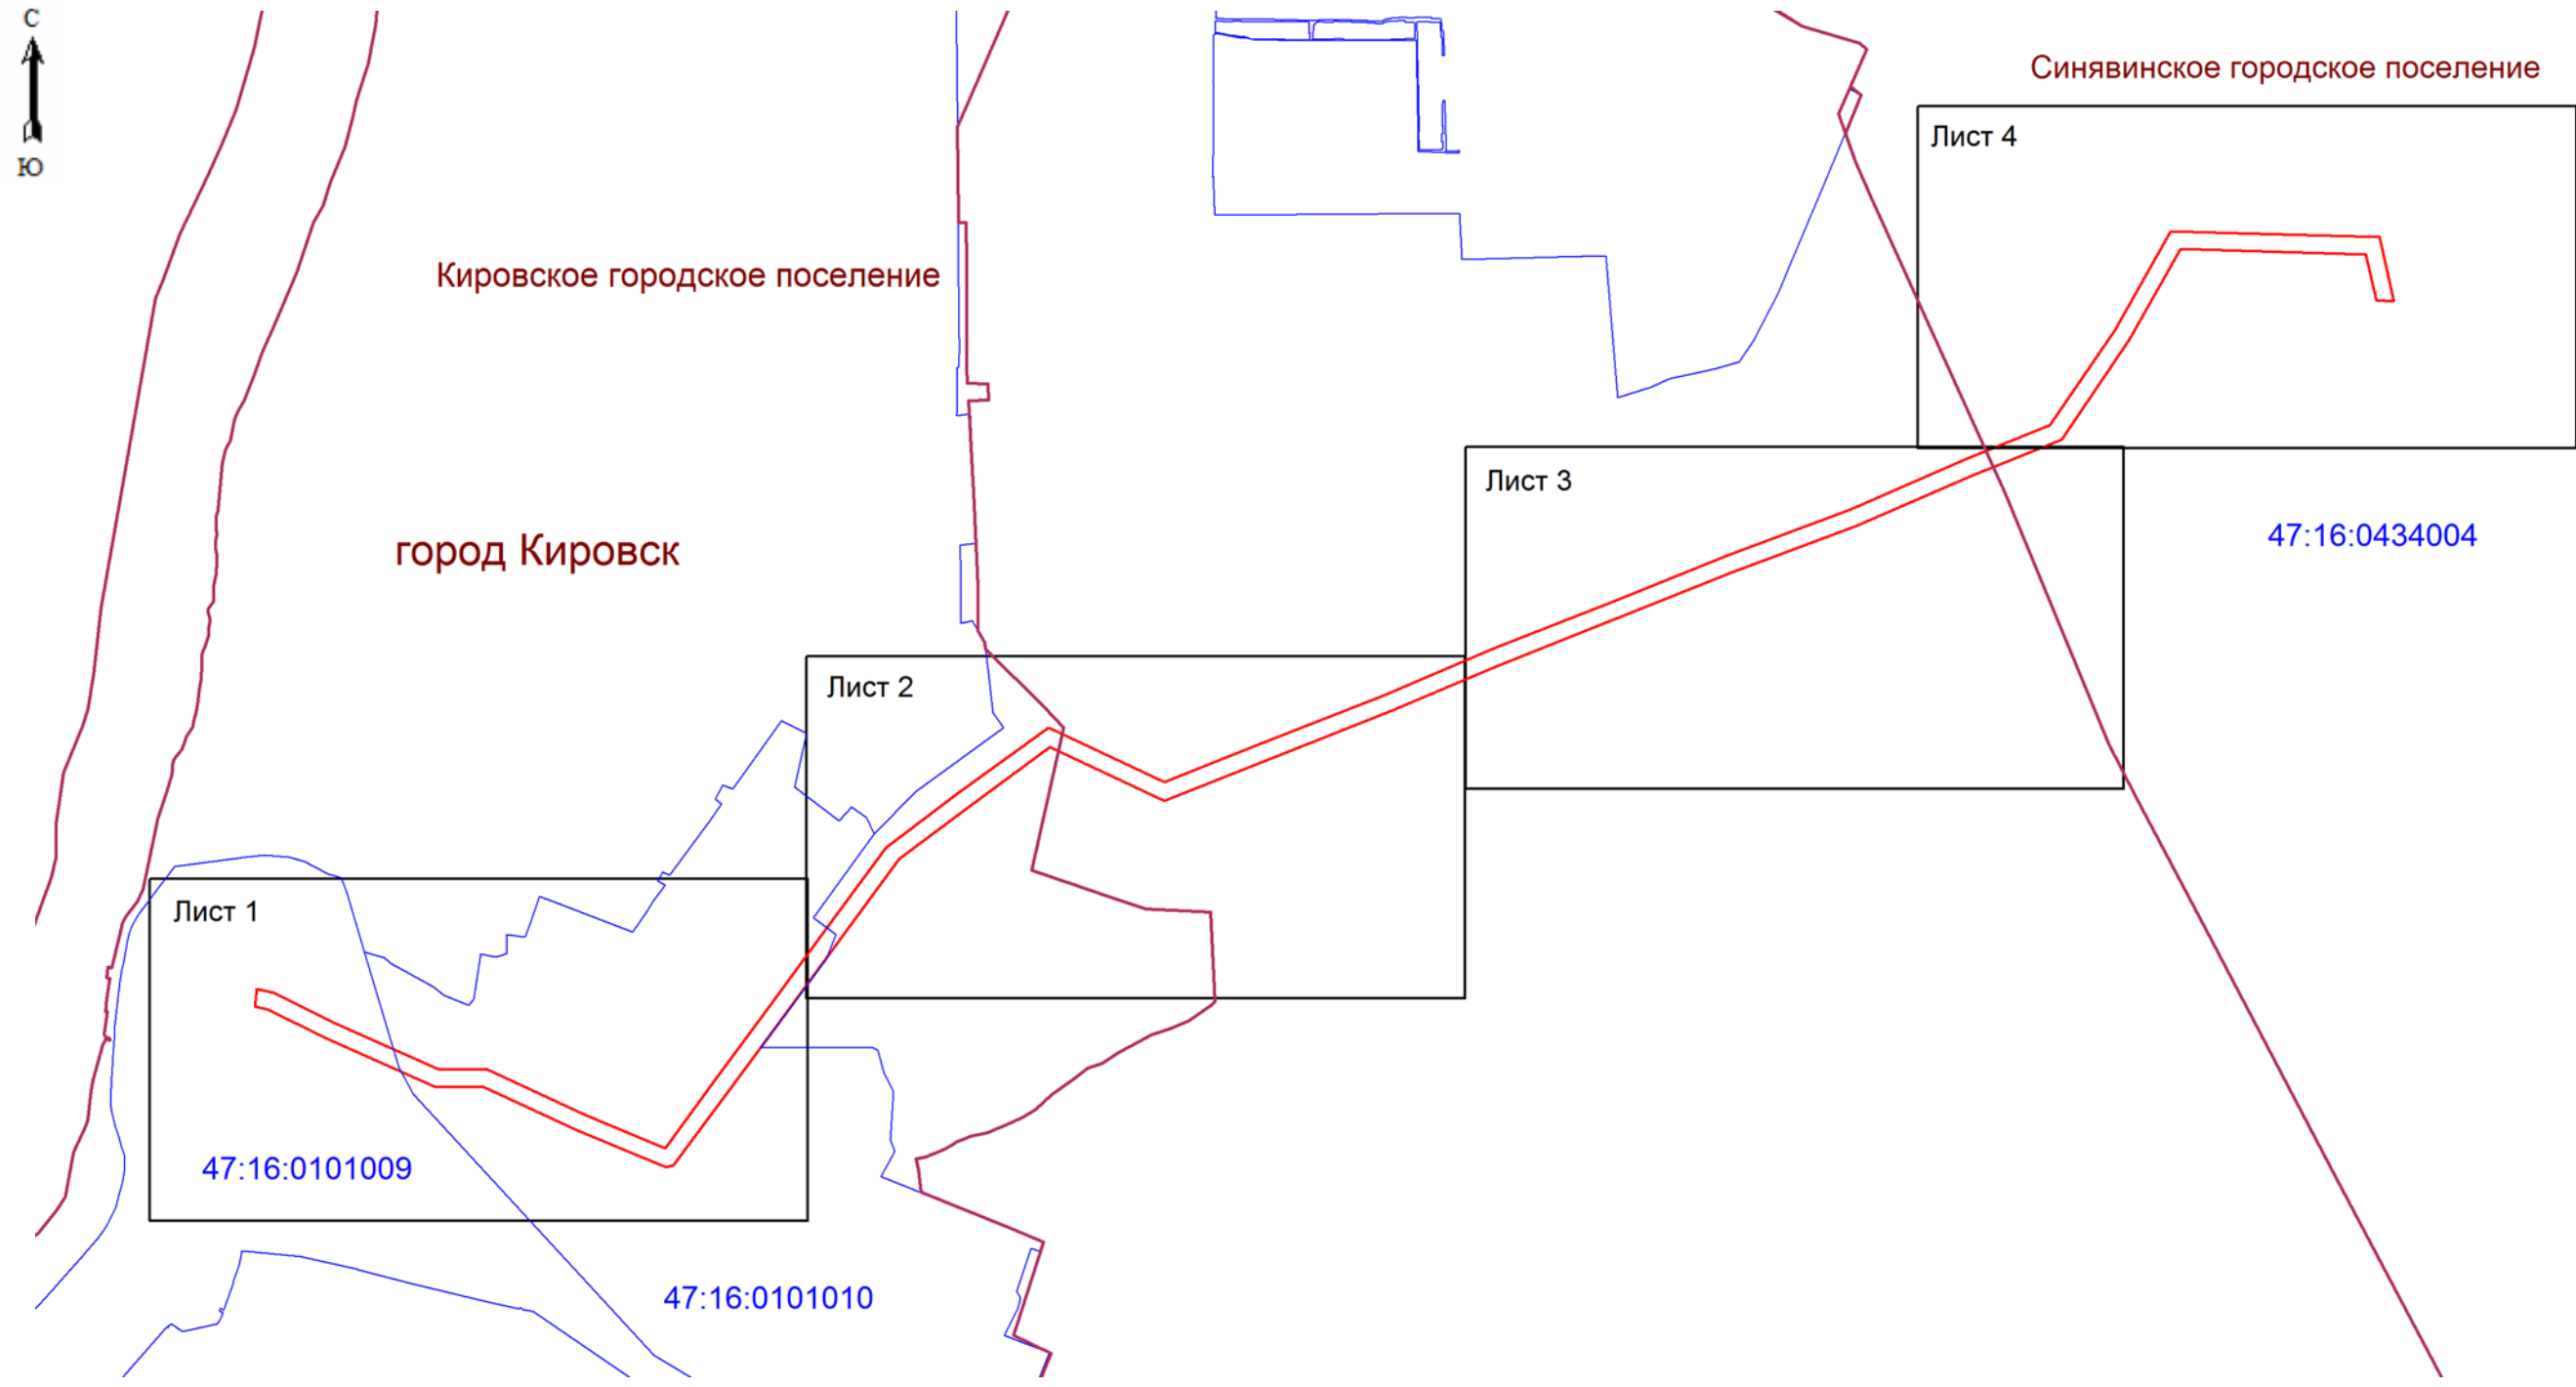 С
Ю
Синявинское городское поселение
Лист 4
Кировское городское поселение
Лист 3
47:16:0434004
город Кировск
Лист 2
Лист 1
47:16:0101009
47:16:0101010